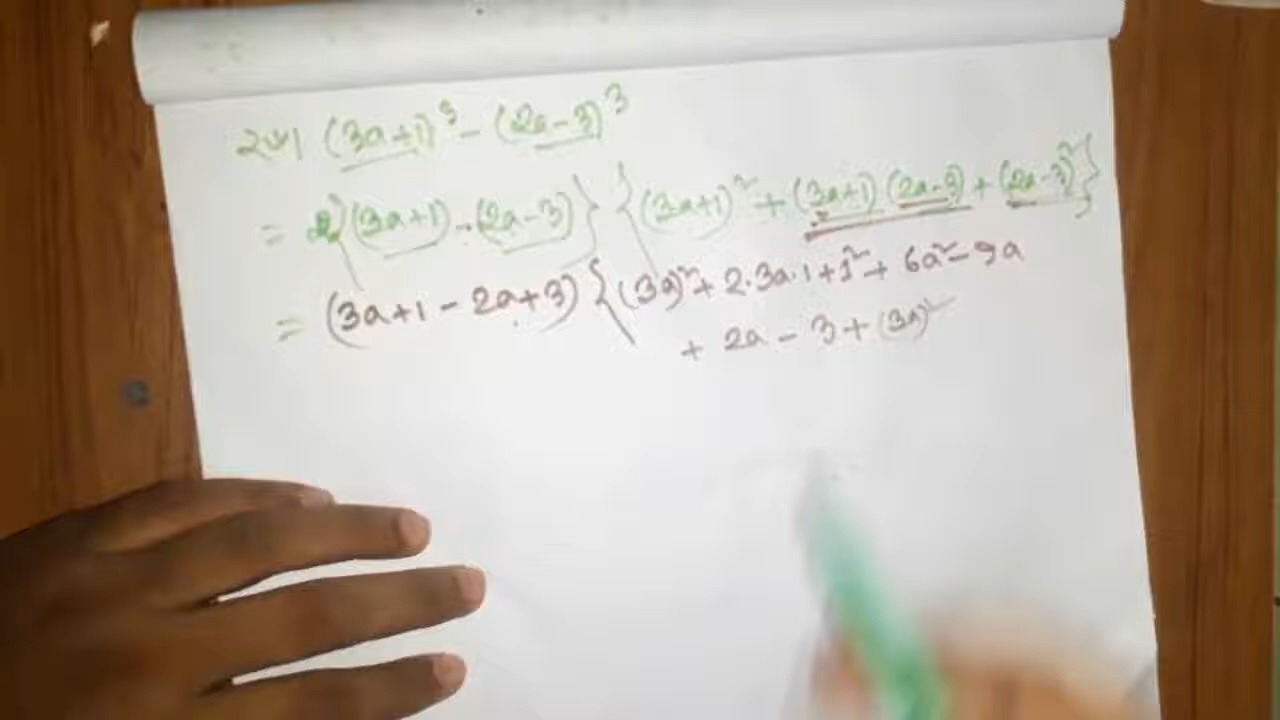 ২৩। (3a+1)³ - (2a-3)³
= {(3a+1) - (2a-3)} {(3a+1)² + (3a+1) (2a-3) + (2a-3)²}
= (3a+1 - 2a+3) {(3a)² + 2·3a·1 + 1² + 6a² - 9a
+ 2a - 3 + (3a)²